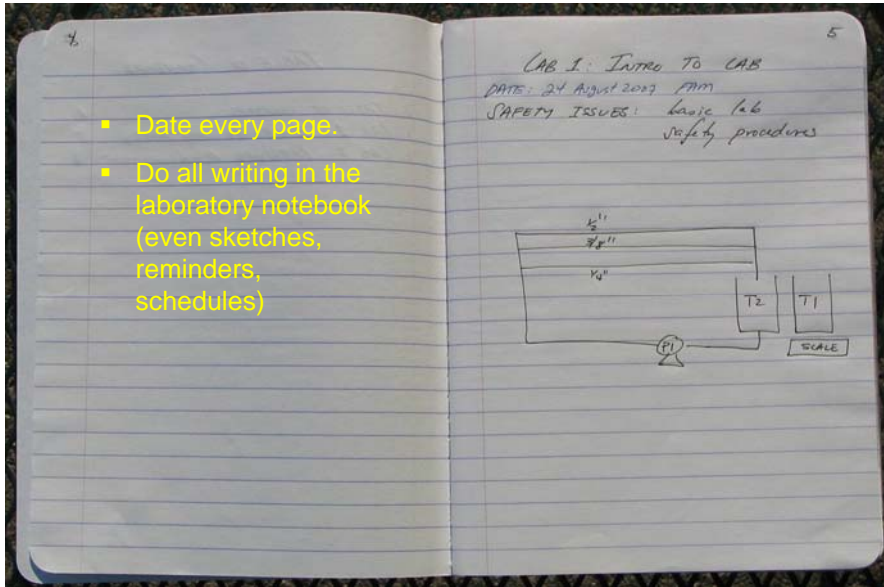 4
Date every page.
Do all writing in the
laboratory notebook
(even sketches,
reminders,
schedules)
5
LAB 1: INTRO TO LAB
DATE: 24 August 2007 FAM
SAFETY ISSUES: basic lab
safety procedures
1/2"
3/8"
1/4"
T2 T1
P1
SCALE